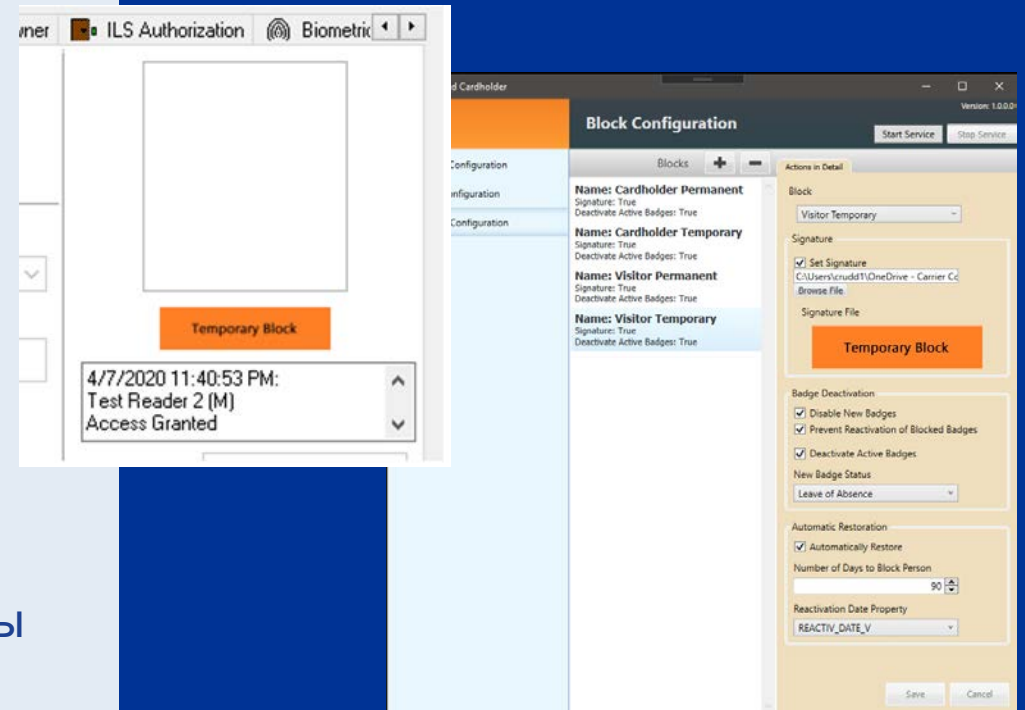 ILS Authorization
Temporary Block
4/7/2020 11:40:53 PM:
Test Reader 2 (M)
Access Granted
ы
d Cardholder
Version: 1.0.0.0
Block Configuration
Start Service Stop Service
Configuration
nfiguration
Configuration
Blocks
Name: Cardholder Permanent
Signature: True
Deactivate Active Badges: True
Name: Cardholder Temporary
Signature: True
Deactivate Active Badges: True
Name: Visitor Permanent
Signature: True
Deactivate Active Badges: True
Name: Visitor Temporary
Signature: True
Deactivate Active Badges: True
Actions in Detail
Block
Visitor Temporary
Signature
Set Signature
C:\Users\crudd1\OneDrive - Carrier Co
Browse File
Signature File
Temporary Block
Badge Deactivation
Disable New Badges
Prevent Reactivation of Blocked Badges
Deactivate Active Badges
New Badge Status
Leave of Absence
Automatic Restoration
Automatically Restore
Number of Days to Block Person
90
Reactivation Date Property
REACTIV_DATE_V
Save Cancel